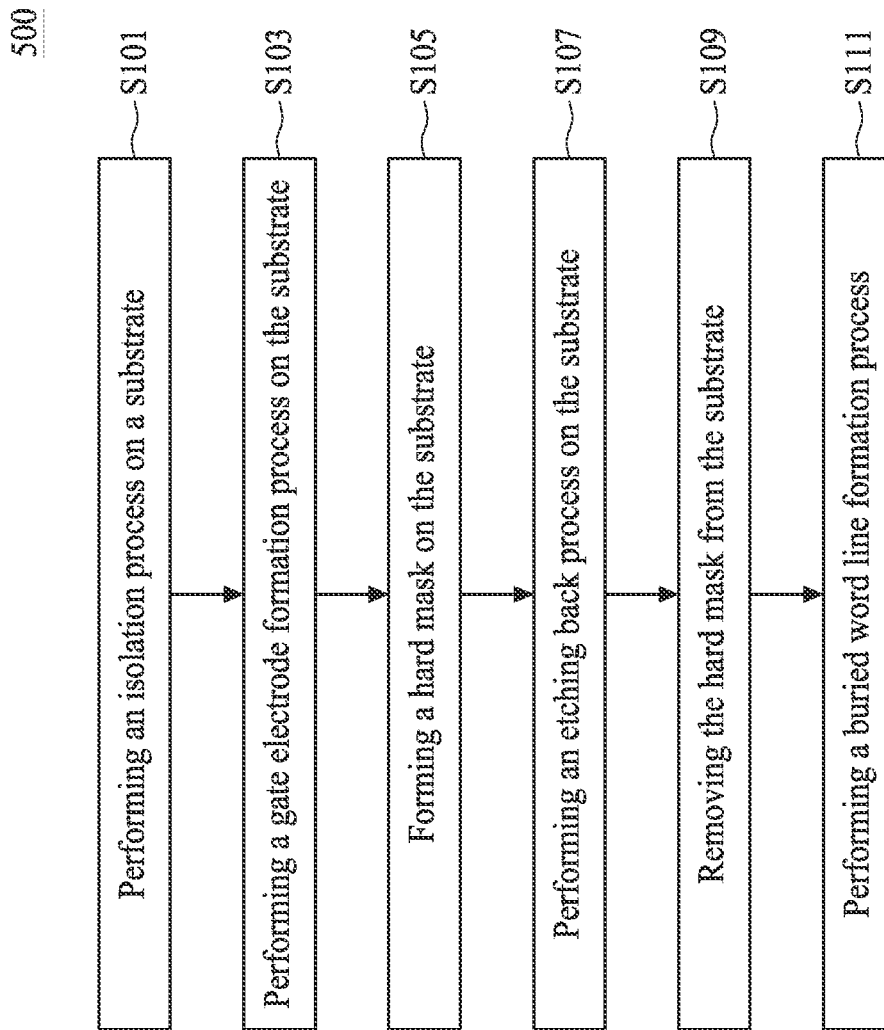 500
Performing an isolation process on a substrate
S101
Performing a gate electrode formation process on the substrate
S103
Forming a hard mask on the substrate
S105
Performing an etching back process on the substrate
S107
Removing the hard mask from the substrate
S109
Performing a buried word line formation process
S111